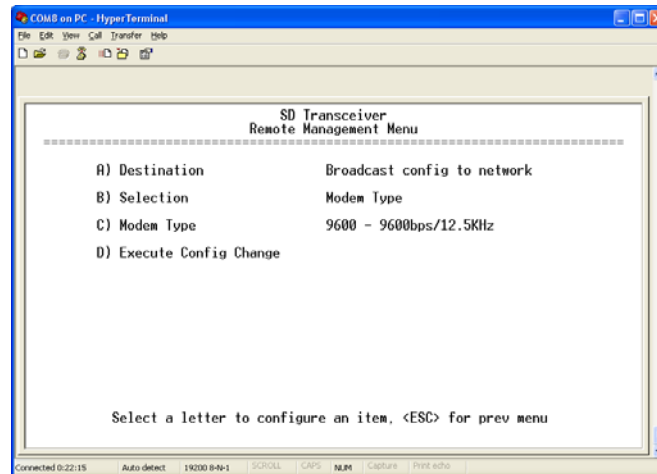 COM8 on PC - HyperTerminal
File Edit View Call Transfer Help
SD Transceiver
Remote Management Menu
================================================================================
A) Destination Broadcast config to network
B) Selection Modem Type
C) Modem Type 9600 - 9600bps/12.5KHz
D) Execute Config Change
Select a letter to configure an item, <ESC> for prev menu
Connected 0:22:15 Auto detect 19200 8-N-1 SCROLL CAPS NUM Capture Print echo